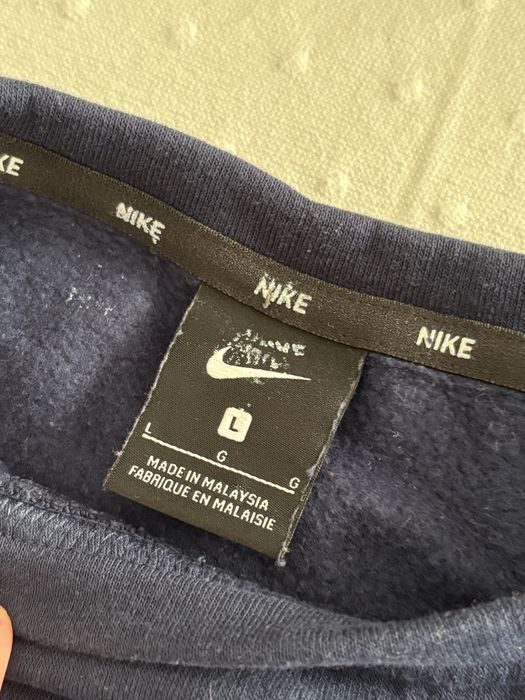 KE
NIKE
NIKE
NIKE
L
L G G
MADE IN MALAYSIA
FABRIQUE EN MALAISIE